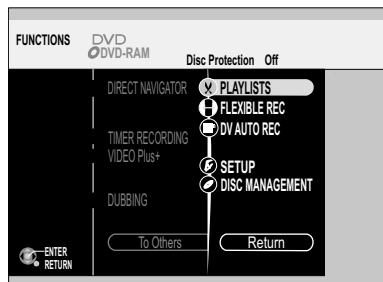 FUNCTIONS
DVD
DVD-RAM
Disc Protection Off
DIRECT NAVIGATOR
PLAYLISTS
FLEXIBLE REC
DV AUTO REC
TIMER RECORDING
VIDEO Plus+
SETUP
DISC MANAGEMENT
DUBBING
To Others
Return
ENTER
RETURN